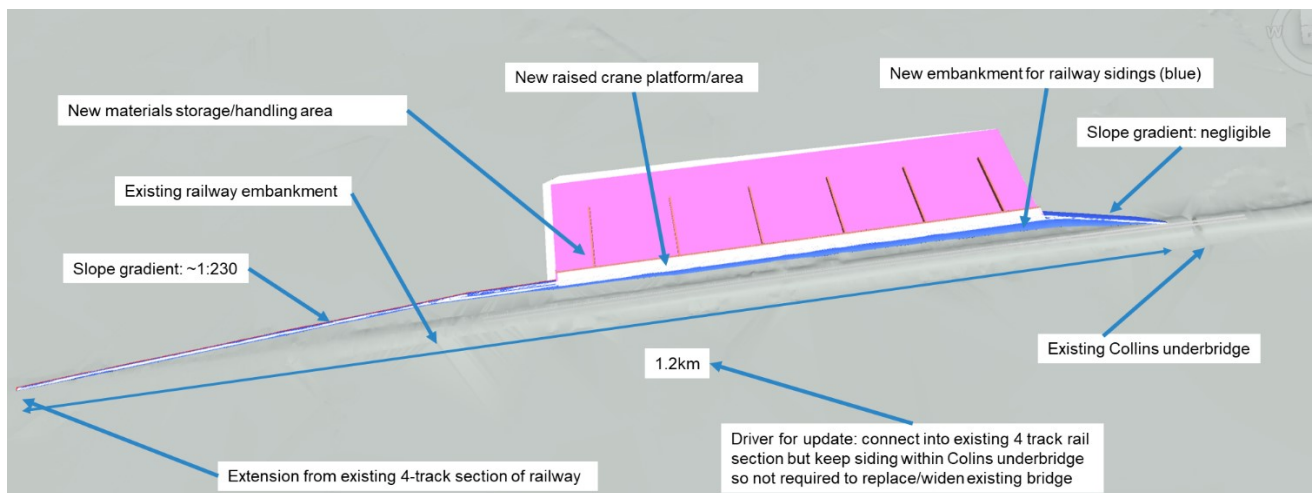 New raised crane platform/area
New embankment for railway sidings (blue)
New materials storage/handling area
Slope gradient: negligible
Existing railway embankment
Slope gradient: ~1:230
Existing Collins underbridge
1.2km
Driver for update: connect into existing 4 track rail
section but keep siding within Colins underbridge
so not required to replace/widen existing bridge
Extension from existing 4-track section of railway
W